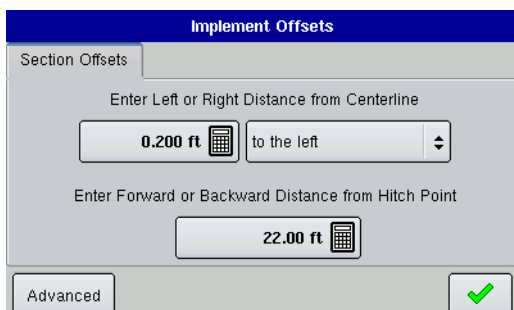 Implement Offsets
Section Offsets
Enter Left or Right Distance from Centerline
0.200 ft to the left
Enter Forward or Backward Distance from Hitch Point
22.00 ft
Advanced